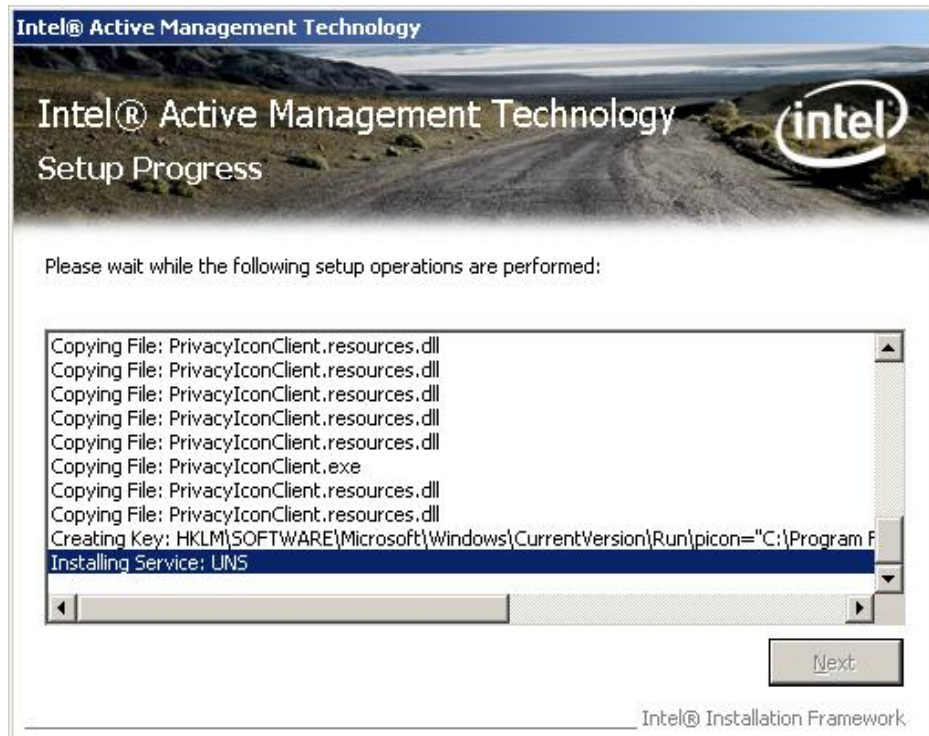 Intel® Active Management Technology
Intel® Active Management Technology
intel
Setup Progress
Please wait while the following setup operations are performed:
Copying File: PrivacyIconClient.resources.dll
Copying File: PrivacyIconClient.resources.dll
Copying File: PrivacyIconClient.resources.dll
Copying File: PrivacyIconClient.resources.dll
Copying File: PrivacyIconClient.resources.dll
Copying File: PrivacyIconClient.exe
Copying File: PrivacyIconClient.resources.dll
Copying File: PrivacyIconClient.resources.dll
Creating Key: HKLM\SOFTWARE\Microsoft\Windows\CurrentVersion\Run\picon="C:\Program F
Installing Service: UNS
Next
Intel® Installation Framework